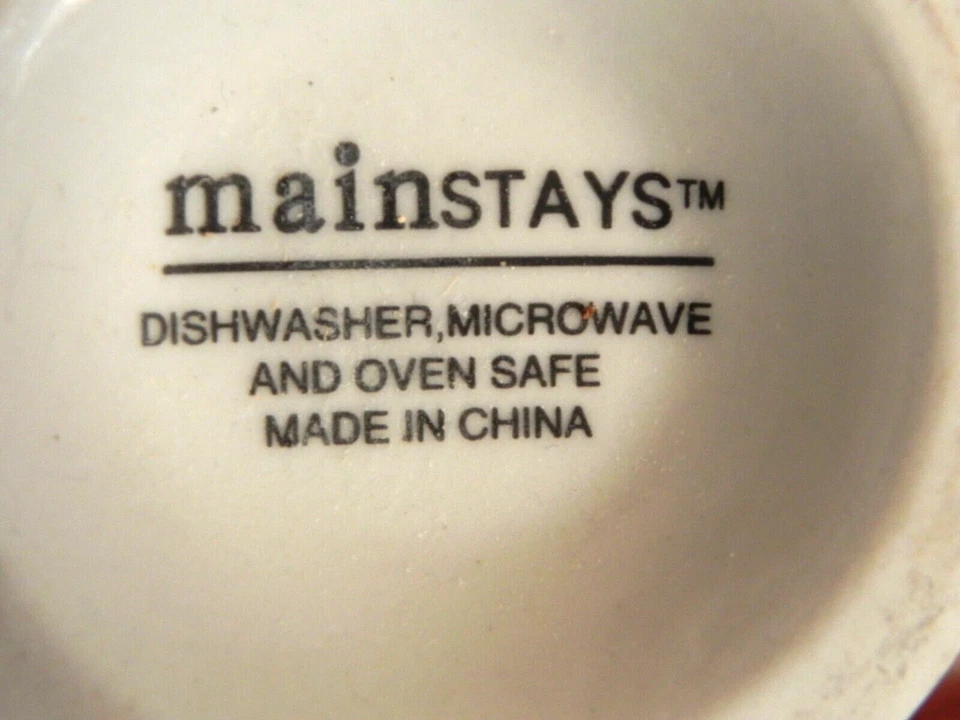 mainSTAYS™
DISHWASHER,MICROWAVE
AND OVEN SAFE
MADE IN CHINA